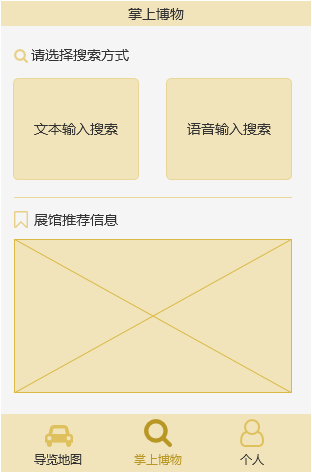 掌上博物
请选择搜索方式
文本输入搜索 语音输入搜索
展馆推荐信息
导览地图 掌上博物 个人